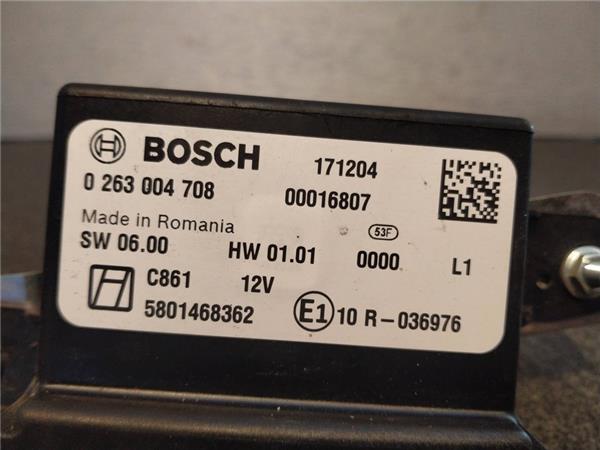 BOSCH 171204
0 263 004 708 00016807
Made in Romania 53F
SW 06.00 HW 01.01 0000 L1
C861 12V
5801468362 E1 10 R-036976